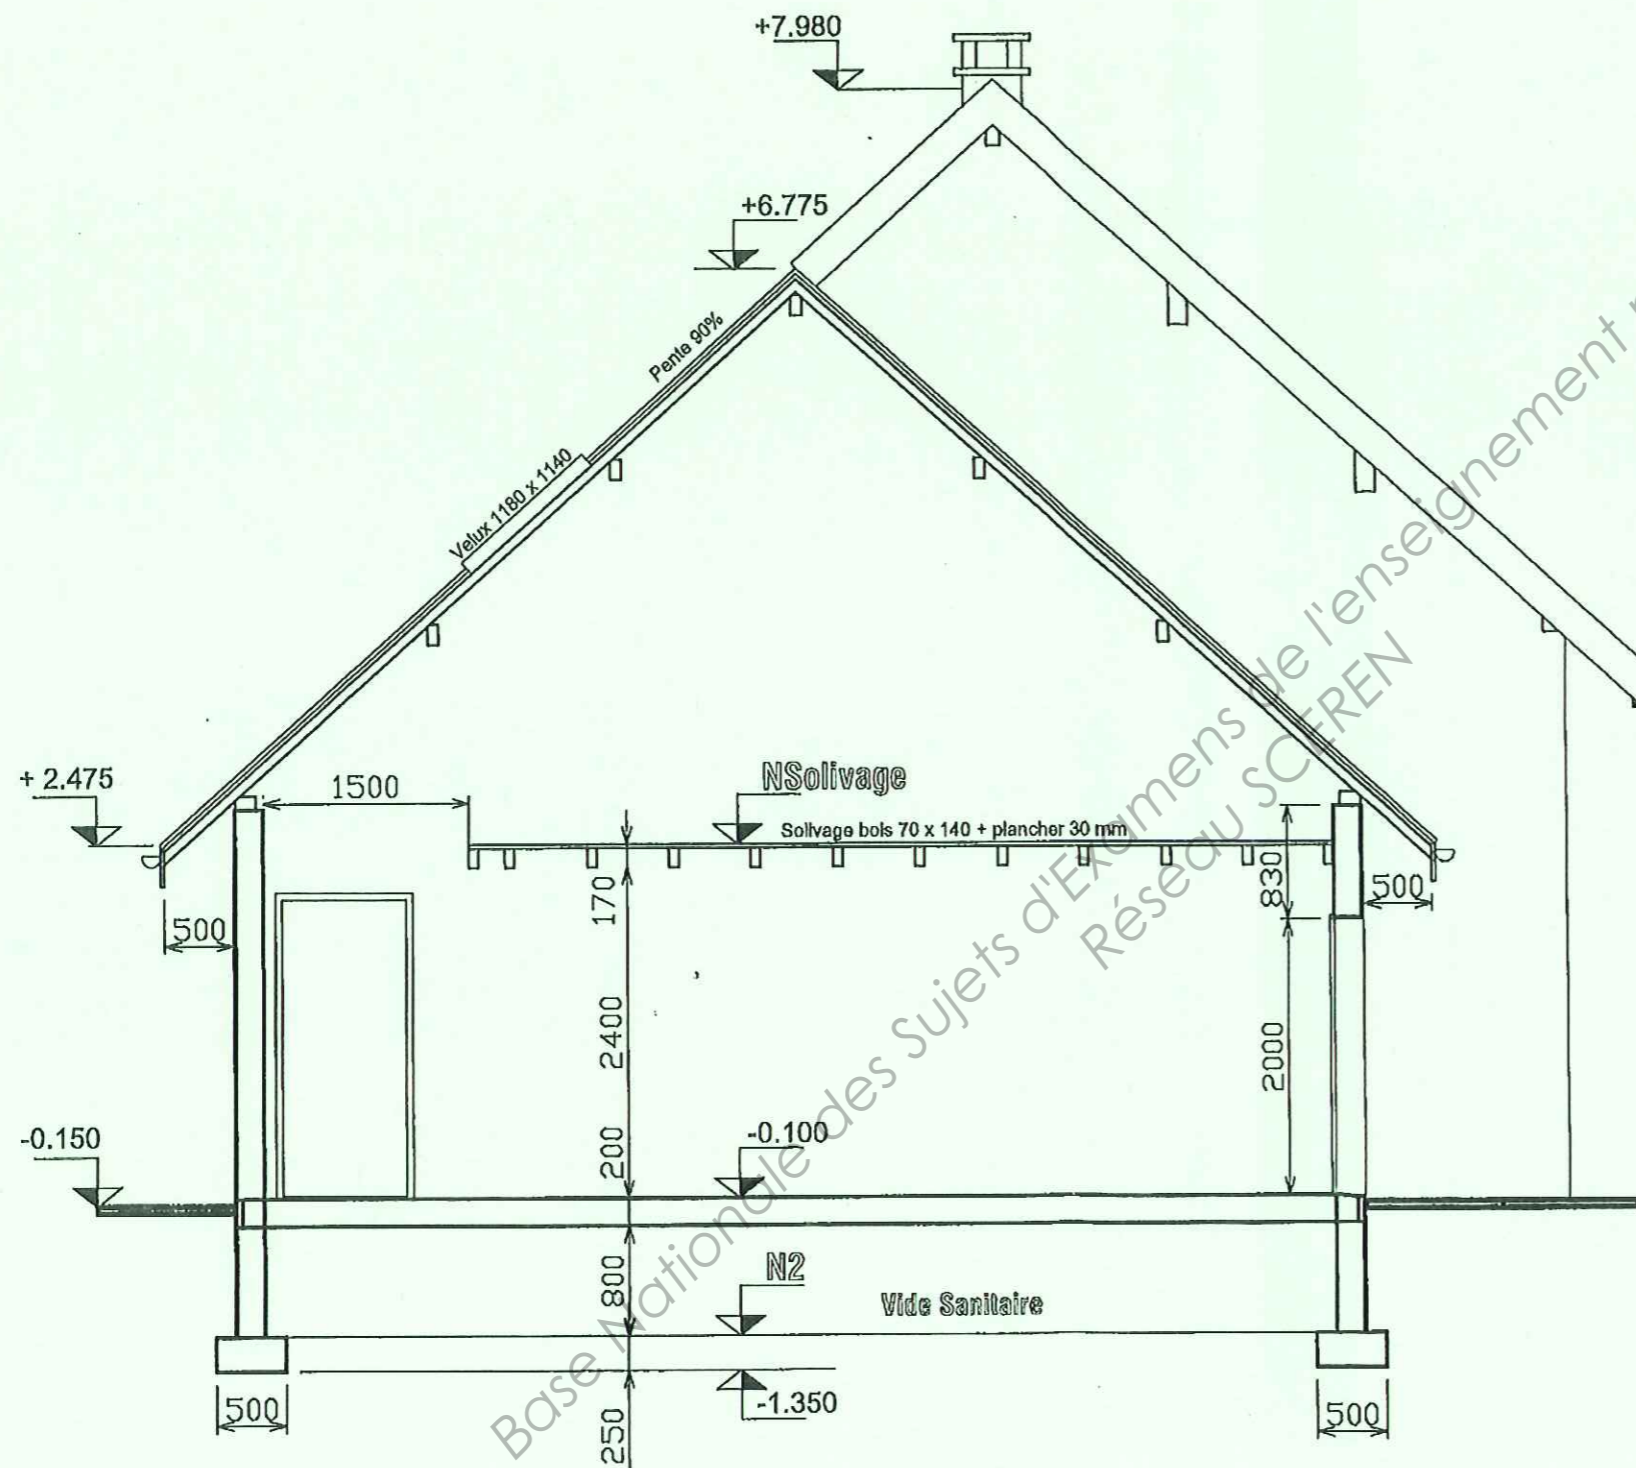 +7.980
+6.775
Pente 90%
Velux 1180 x 1140
+ 2.475
1500
NSolivage
Solivage bois 70 x 140 + plancher 30 mm
170
830
500
500
2400
2000
-0.150
200
-0.100
800
N2
Vide Sanitaire
-1.350
500
250
500
Base Nationale des Sujets d'Examens de l'enseignement
Réseau SCEREN